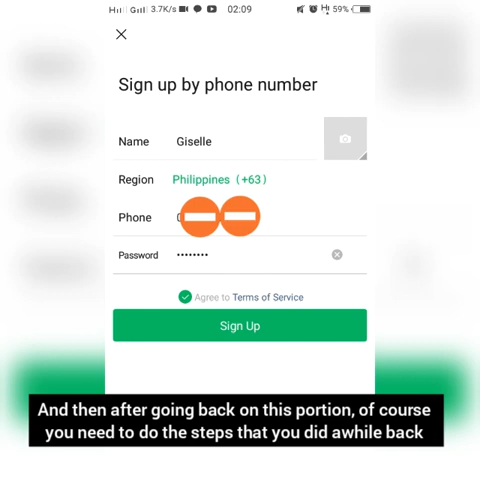 3.7K/s
02:09
59%
Sign up by phone number
Name Giselle
Region Philippines (+63)
Phone
Password ••••••••
Agree to Terms of Service
Sign Up
And then after going back on this portion, of course
you need to do the steps that you did awhile back